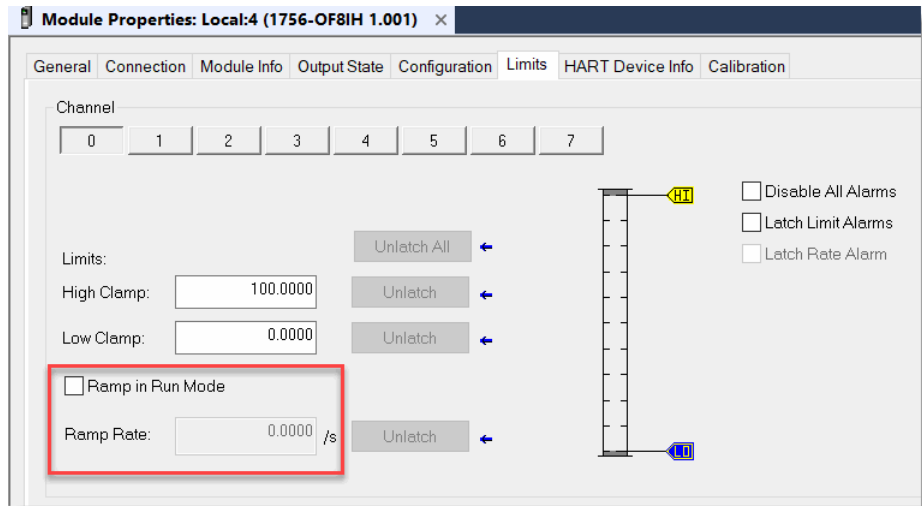 Module Properties: Local:4 (1756-OF8IH 1.001) ×
General Connection Module Info Output State Configuration Limits HART Device Info Calibration
Channel
0 1 2 3 4 5 6 7
HI
Disable All Alarms
Latch Limit Alarms
Unlatch All
Latch Rate Alarm
Limits:
High Clamp: 100.0000 Unlatch
Low Clamp: 0.0000 Unlatch
Ramp in Run Mode
Ramp Rate: 0.0000 /s Unlatch
LO